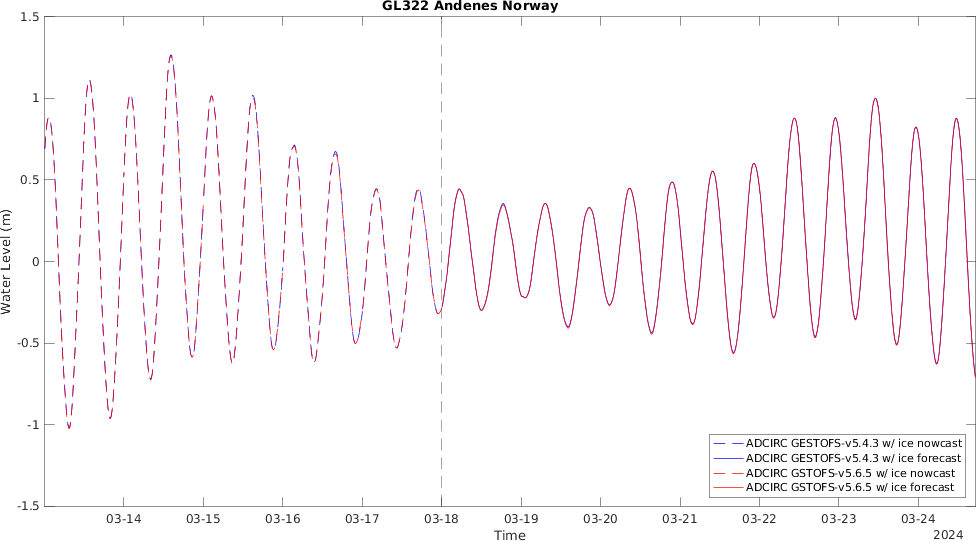 GL322 Andenes Norway
1.5
1
0.5
0
-0.5
-1
-1.5
Water Level (m)
ADCIRC GESTOFS-v5.4.3 w/ ice nowcast
ADCIRC GESTOFS-v5.4.3 w/ ice forecast
ADCIRC GSTOFS-v5.6.5 w/ ice nowcast
ADCIRC GSTOFS-v5.6.5 w/ ice forecast
03-14 03-15 03-16 03-17 03-18 03-19 03-20 03-21 03-22 03-23 03-24
Time
2024